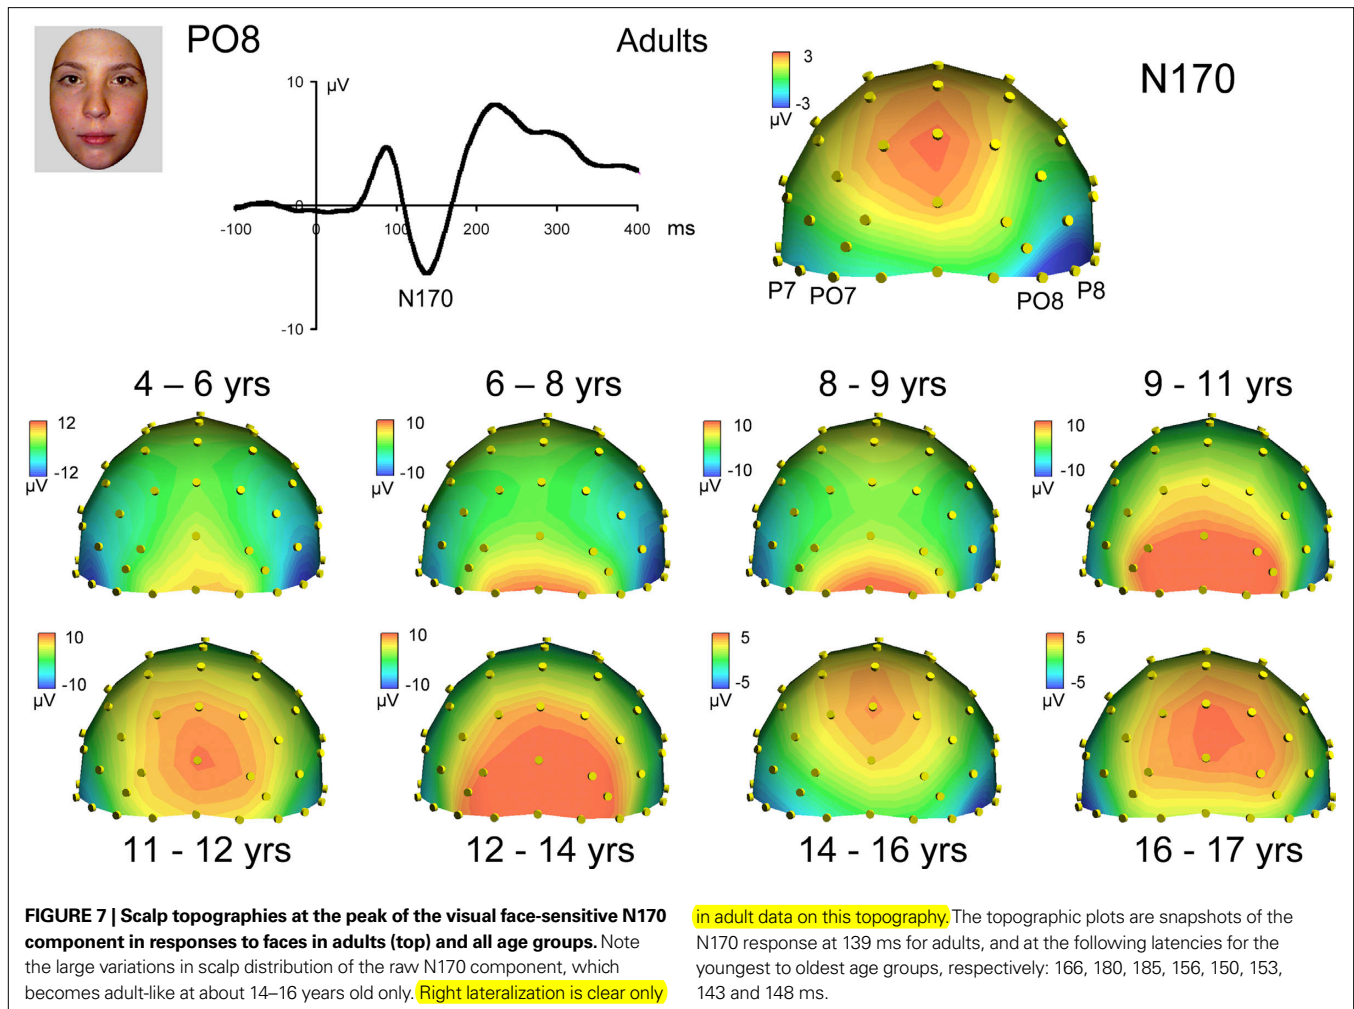 PO8
Adults
N170
10
μV
0
-100
0
100
200
300
400
ms
N170
-10
3
-3
μV
P7
PO7
PO8
P8
4 – 6 yrs
6 – 8 yrs
8 - 9 yrs
9 - 11 yrs
12
-12
μV
10
-10
μV
10
-10
μV
10
-10
μV
10
-10
μV
10
-10
μV
5
-5
μV
5
-5
μV
11 - 12 yrs
12 - 14 yrs
14 - 16 yrs
16 - 17 yrs
FIGURE 7 | Scalp topographies at the peak of the visual face-sensitive N170
component in responses to faces in adults (top) and all age groups. Note
the large variations in scalp distribution of the raw N170 component, which
becomes adult-like at about 14–16 years old only. Right lateralization is clear only
in adult data on this topography. The topographic plots are snapshots of the
N170 response at 139 ms for adults, and at the following latencies for the
youngest to oldest age groups, respectively: 166, 180, 185, 156, 150, 153,
143 and 148 ms.